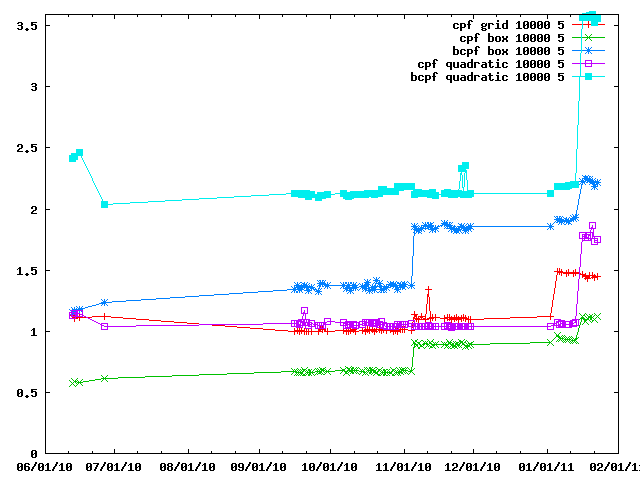 3.5
3
2.5
2
1.5
1
0.5
0
cpf grid 10000 5
cpf box 10000 5
bcpf box 10000 5
cpf quadratic 10000 5
bcpf quadratic 10000 5
06/01/10 07/01/10 08/01/10 09/01/10 10/01/10 11/01/10 12/01/10 01/01/11 02/01/11